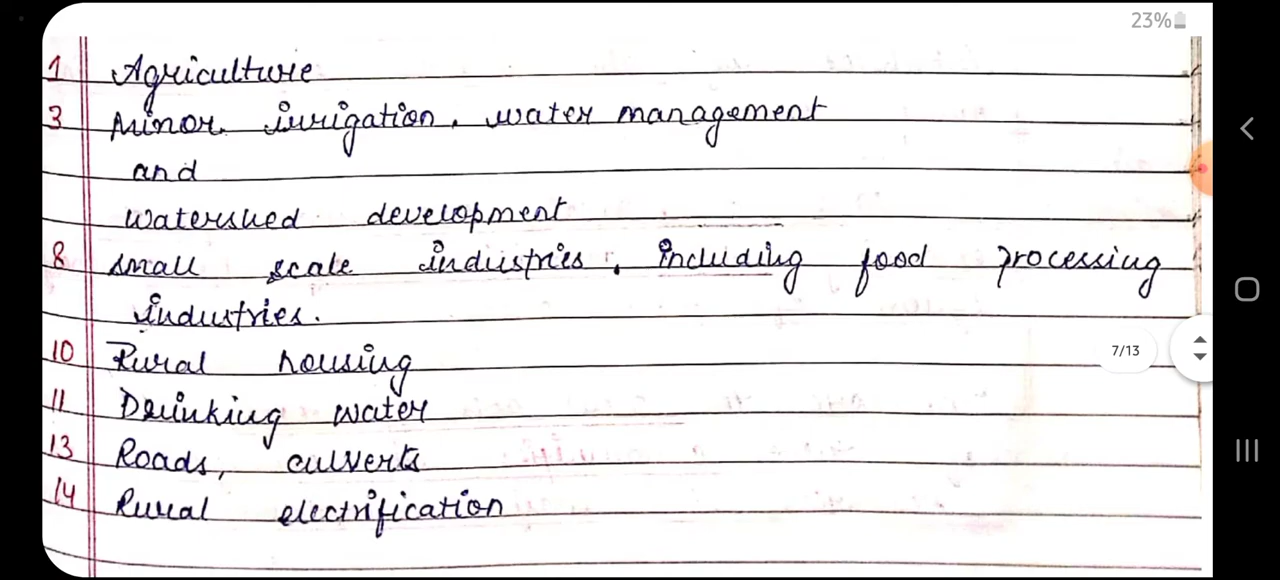 23%
1 Agriculture
3 Minor. irrigation, water management
and
watershed development
8 small scale industries, including food processing
industries.
10 Rural housing
7/13
11 Drinking water
13 Roads, culverts
14 Rural electrification